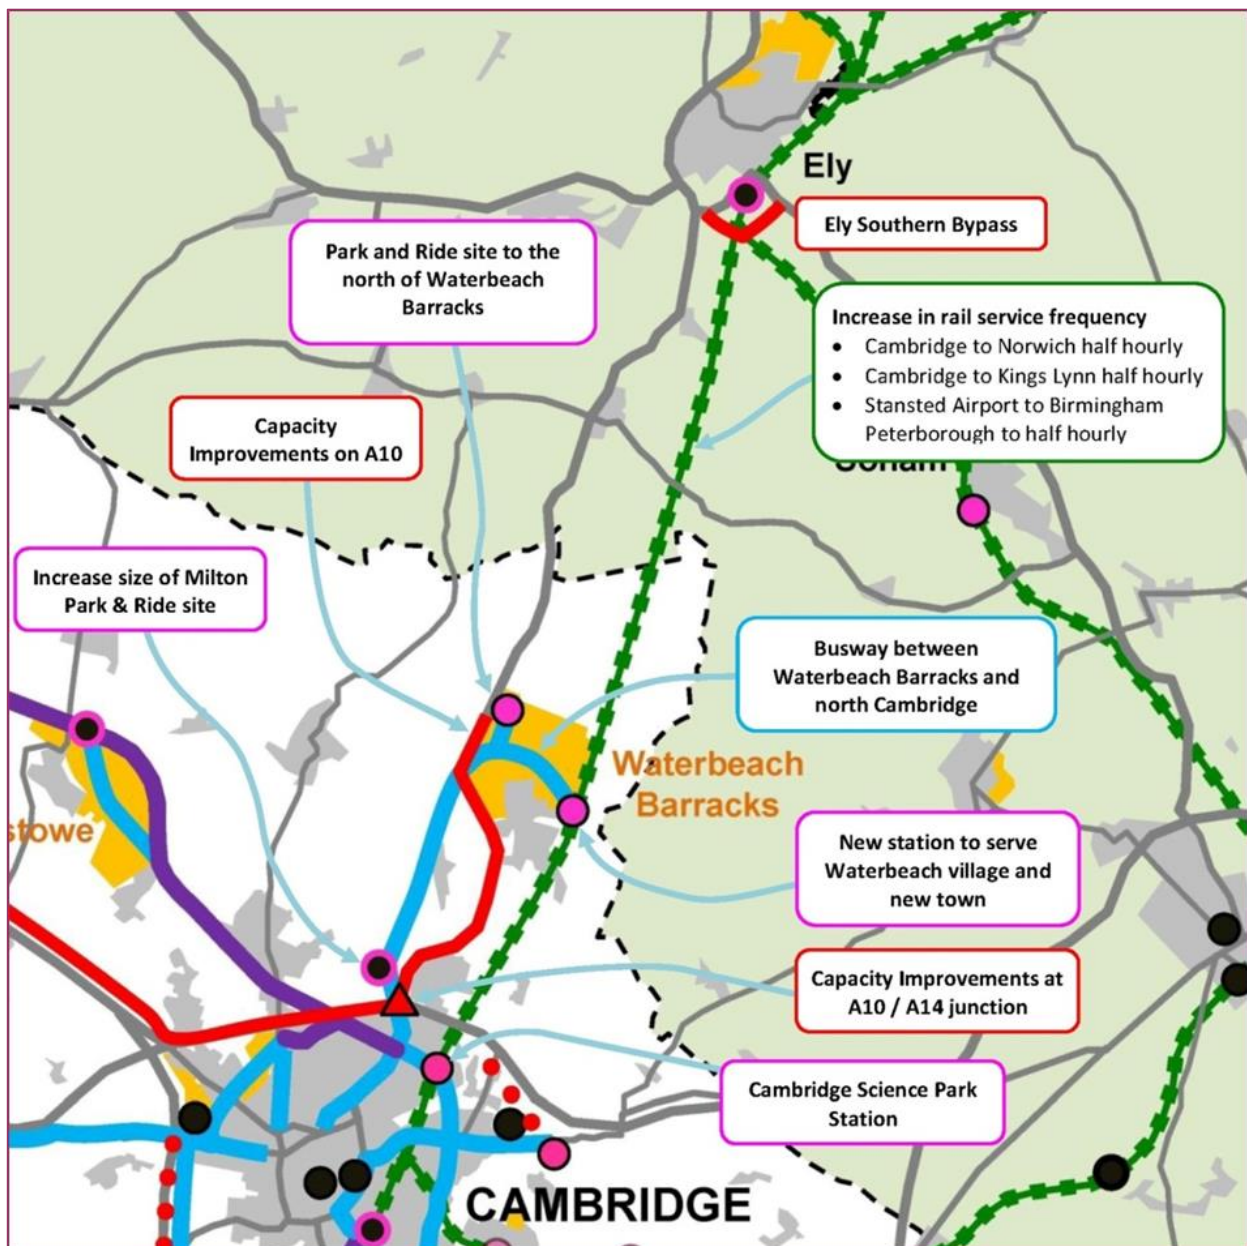 Ely
Ely Southern Bypass
Park and Ride site to the
north of Waterbeach
Barracks
Increase in rail service frequency
• Cambridge to Norwich half hourly
• Cambridge to Kings Lynn half hourly
• Stansted Airport to Birmingham
Peterborough to half hourly
Capacity
Improvements on A10
Soham
Increase size of Milton
Park & Ride site
Busway between
Waterbeach Barracks and
north Cambridge
Waterbeach
Barracks
stowe
New station to serve
Waterbeach village and
new town
Capacity Improvements at
A10 / A14 junction
Cambridge Science Park
Station
CAMBRIDGE